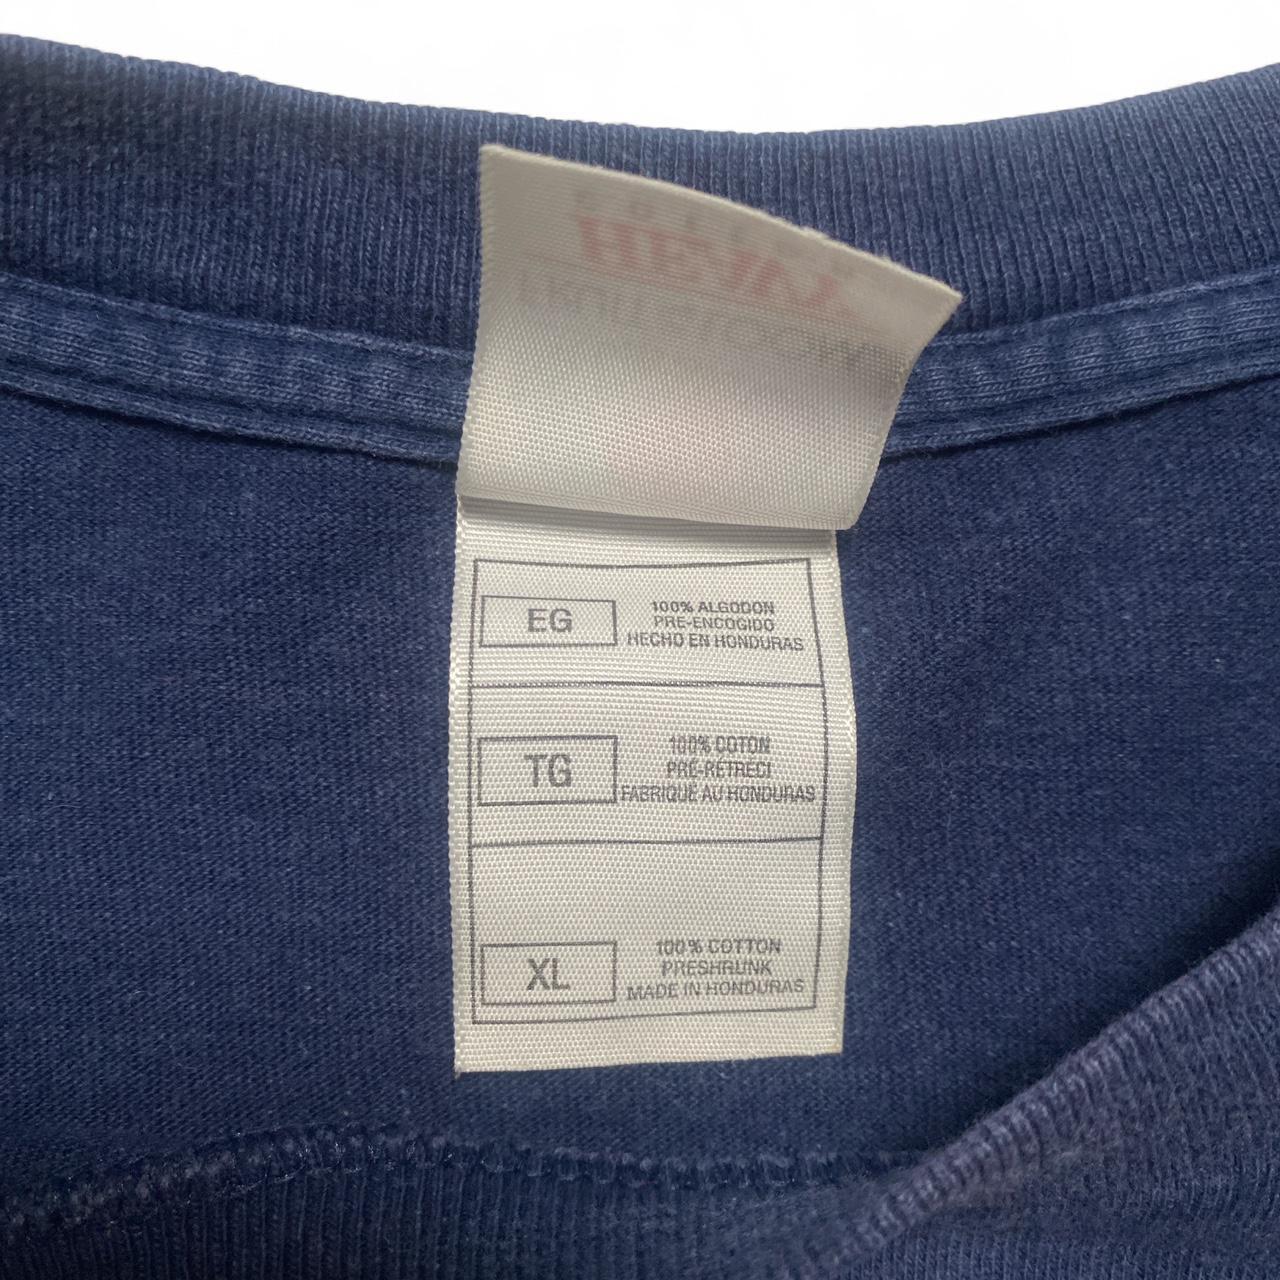 HEAVY
EG
100% ALGODON
PRE-ENCOGIDO
HECHO EN HONDURAS
TG
100% COTON
PRÉ-RÉTRÉCI
FABRIQUÉ AU HONDURAS
XL
100% COTTON
PRESHRUNK
MADE IN HONDURAS